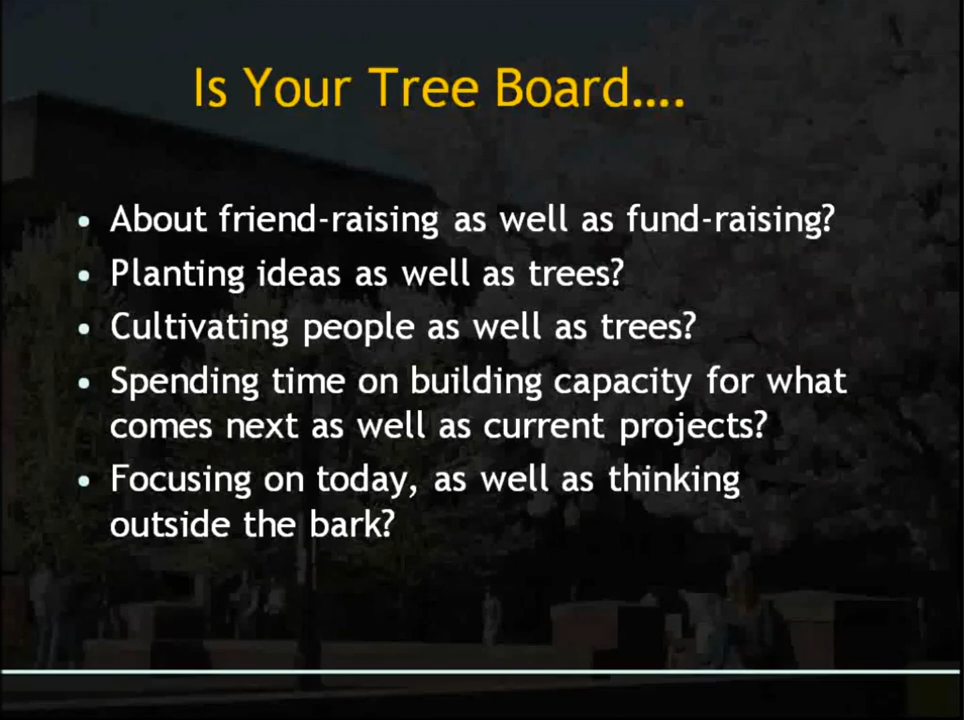 Is Your Tree Board....
• About friend-raising as well as fund-raising?
• Planting ideas as well as trees?
• Cultivating people as well as trees?
• Spending time on building capacity for what
comes next as well as current projects?
• Focusing on today, as well as thinking
outside the bark?